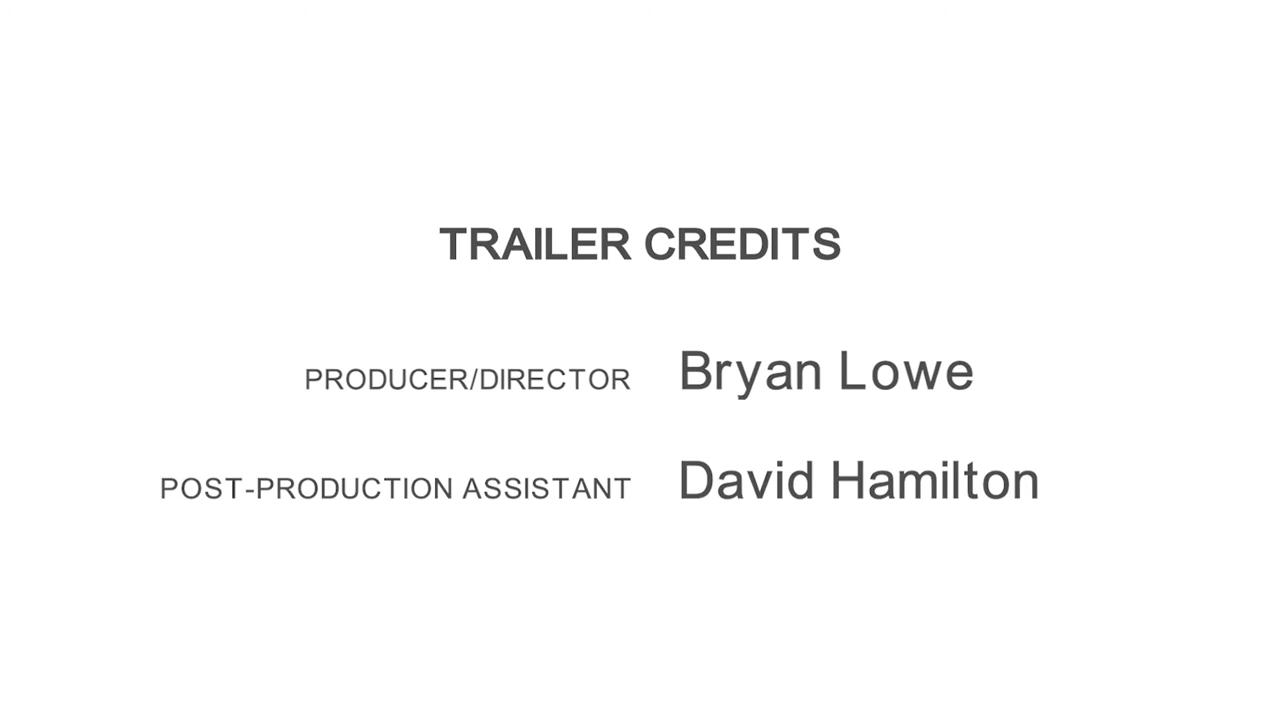 TRAILER CREDITS
PRODUCER/DIRECTOR Bryan Lowe
POST-PRODUCTION ASSISTANT David Hamilton